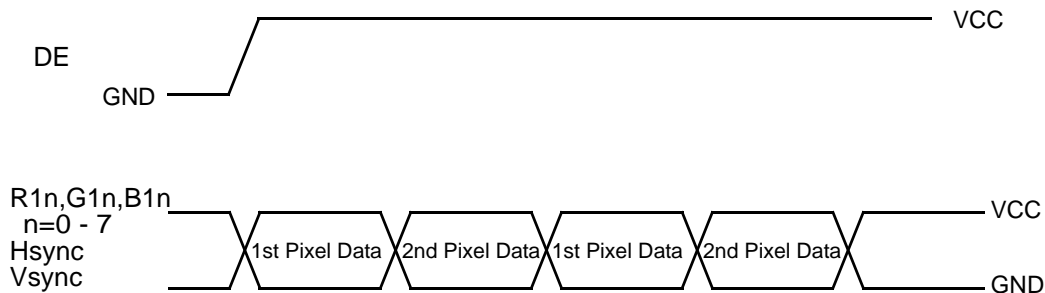 VCC
DE
GND
R1n,G1n,B1n
n=0 - 7
Hsync
Vsync
1st Pixel Data 2nd Pixel Data 1st Pixel Data 2nd Pixel Data
VCC
GND